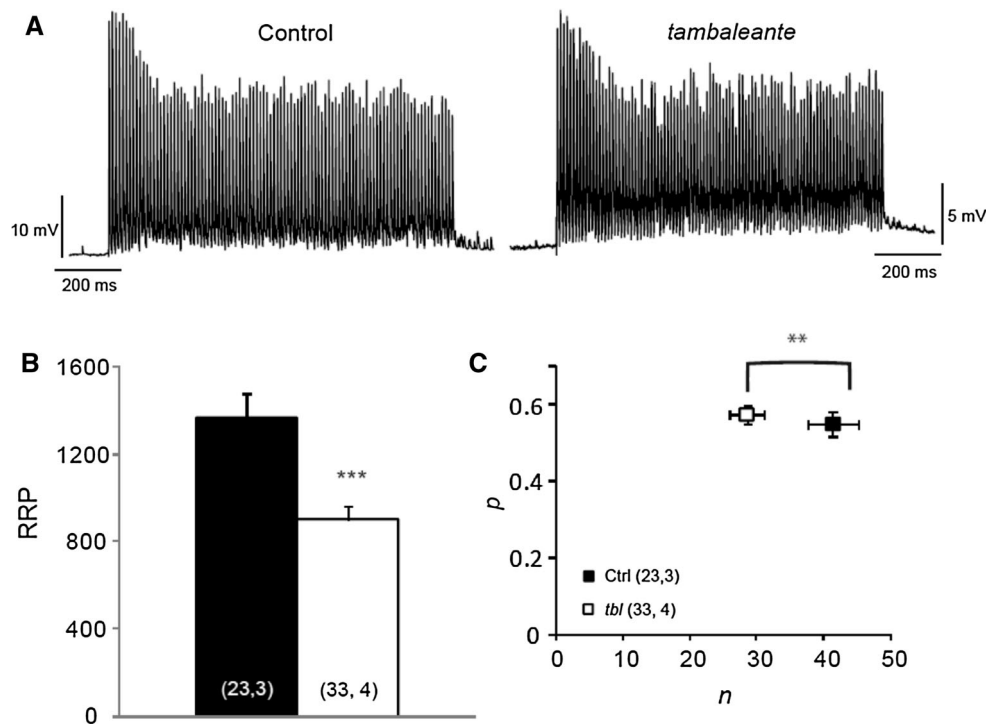 A
Control
tambaleante
10 mV
200 ms
5 mV
200 ms
B
1600
1200
800
400
0
RRP
***
(23,3)
(33, 4)
C
**
0.6
0.4
0.2
0
p
Ctrl (23,3)
tbl (33, 4)
0 10 20 30 40 50
n